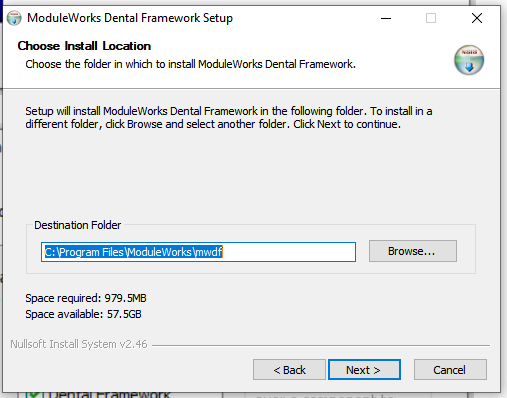 ModuleWorks Dental Framework Setup
Choose Install Location
Choose the folder in which to install ModuleWorks Dental Framework.
Setup will install ModuleWorks Dental Framework in the following folder. To install in a
different folder, click Browse and select another folder. Click Next to continue.
Destination Folder
C:\Program Files\ModuleWorks\mwdf
Browse...
Space required: 979.5MB
Space available: 57.5GB
Nullsoft Install System v2.46
< Back
Next >
Cancel
Dental Framework
over a component to